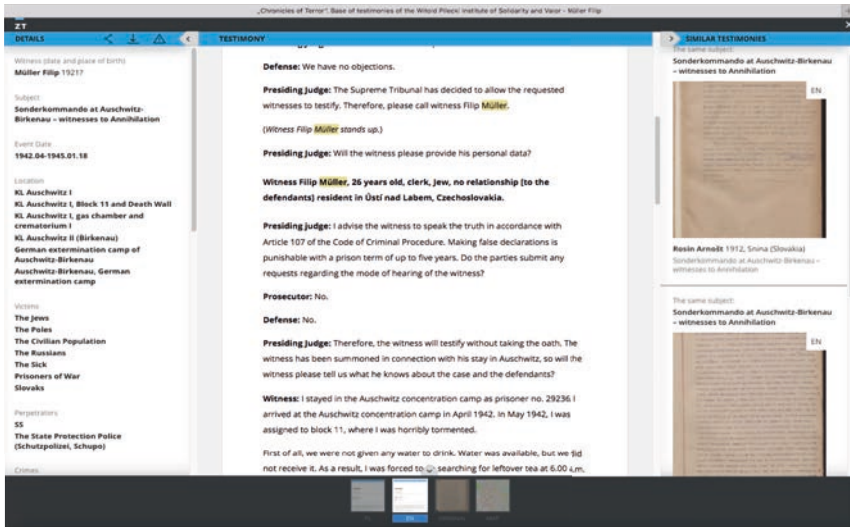 „Chronicles of Terror". Base of testimonies of the Witold Pilecki Institute of Solidarity and Valor - Müller Filip
ZT
DETAILS
Witness (date and place of birth)
Müller Filip 1921?
Subject
Sonderkommando at Auschwitz-
Birkenau – witnesses to Annihilation
Event Date
1942.04-1945.01.18
Location
KL Auschwitz I
KL Auschwitz I, Block 11 and Death Wall
KL Auschwitz I, gas chamber and
crematorium I
KL Auschwitz II (Birkenau)
German extermination camp of
Auschwitz-Birkenau
Auschwitz-Birkenau, German
extermination camp
Victims
The Jews
The Poles
The Civilian Population
The Russians
The Sick
Prisoners of War
Slovaks
Perpetrators
SS
The State Protection Police
(Schutzpolizei, Schupo)
Crimes
TESTIMONY
Defense: We have no objections.
Presiding Judge: The Supreme Tribunal has decided to allow the requested
witnesses to testify. Therefore, please call witness Filip Müller.
(Witness Filip Müller stands up.)
Presiding Judge: Will the witness please provide his personal data?
Witness Filip Müller, 26 years old, clerk, Jew, no relationship [to the
defendants] resident in Ústí nad Labem, Czechoslovakia.
Presiding judge: I advise the witness to speak the truth in accordance with
Article 107 of the Code of Criminal Procedure. Making false declarations is
punishable with a prison term of up to five years. Do the parties submit any
requests regarding the mode of hearing of the witness?
Prosecutor: No.
Defense: No.
Presiding Judge: Therefore, the witness will testify without taking the oath. The
witness has been summoned in connection with his stay in Auschwitz, so will the
witness please tell us what he knows about the case and the defendants?
Witness: I stayed in the Auschwitz concentration camp as prisoner no. 29236 I
arrived at the Auschwitz concentration camp in April 1942. In May 1942, I was
assigned to block 11, where I was horribly tormented.
First of all, we were not given any water to drink. Water was available, but we did
not receive it. As a result, I was forced to searching for leftover tea at 6.00 a.m.
EN
SIMILAR TESTIMONIES
The same subject:
Sonderkommando at Auschwitz-Birkenau
– witnesses to Annihilation
EN
Rosin Arnošt 1912, Snina (Slovakia)
Sonderkommando at Auschwitz-Birkenau –
witnesses to Annihilation
The same subject:
Sonderkommando at Auschwitz-Birkenau
– witnesses to Annihilation
EN